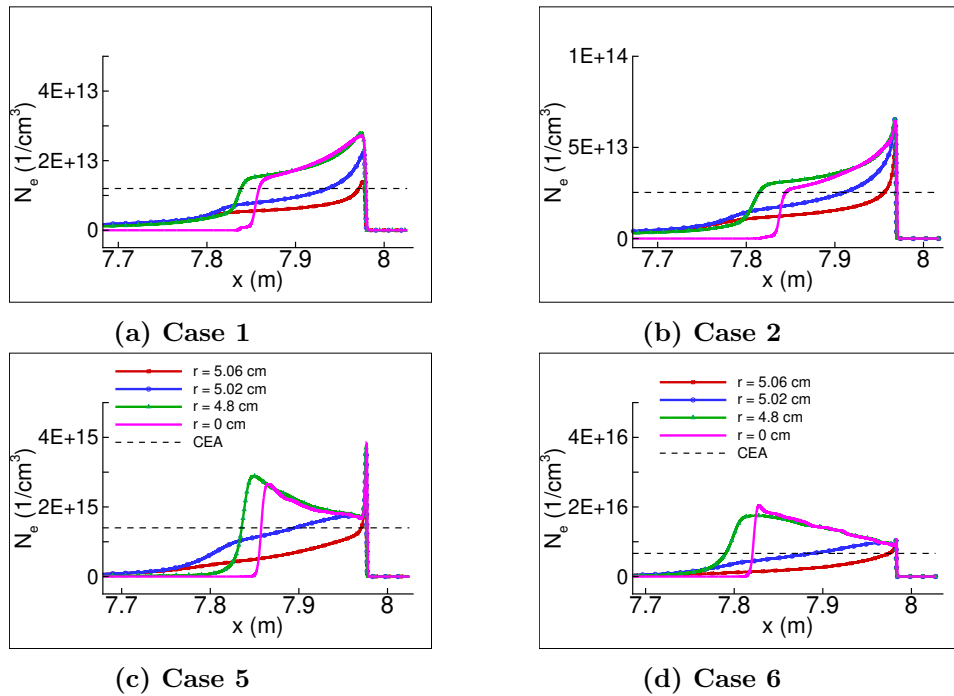 4E+13
2E+13
0
N_e (1/cm^3)
7.7 7.8 7.9 8
x (m)
(a) Case 1
1E+14
5E+13
0
N_e (1/cm^3)
7.7 7.8 7.9 8
x (m)
(b) Case 2
r = 5.06 cm
r = 5.02 cm
r = 4.8 cm
r = 0 cm
CEA
4E+15
2E+15
0
N_e (1/cm^3)
7.7 7.8 7.9 8
x (m)
(c) Case 5
r = 5.06 cm
r = 5.02 cm
r = 4.8 cm
r = 0 cm
CEA
4E+16
2E+16
0
N_e (1/cm^3)
7.7 7.8 7.9 8
x (m)
(d) Case 6